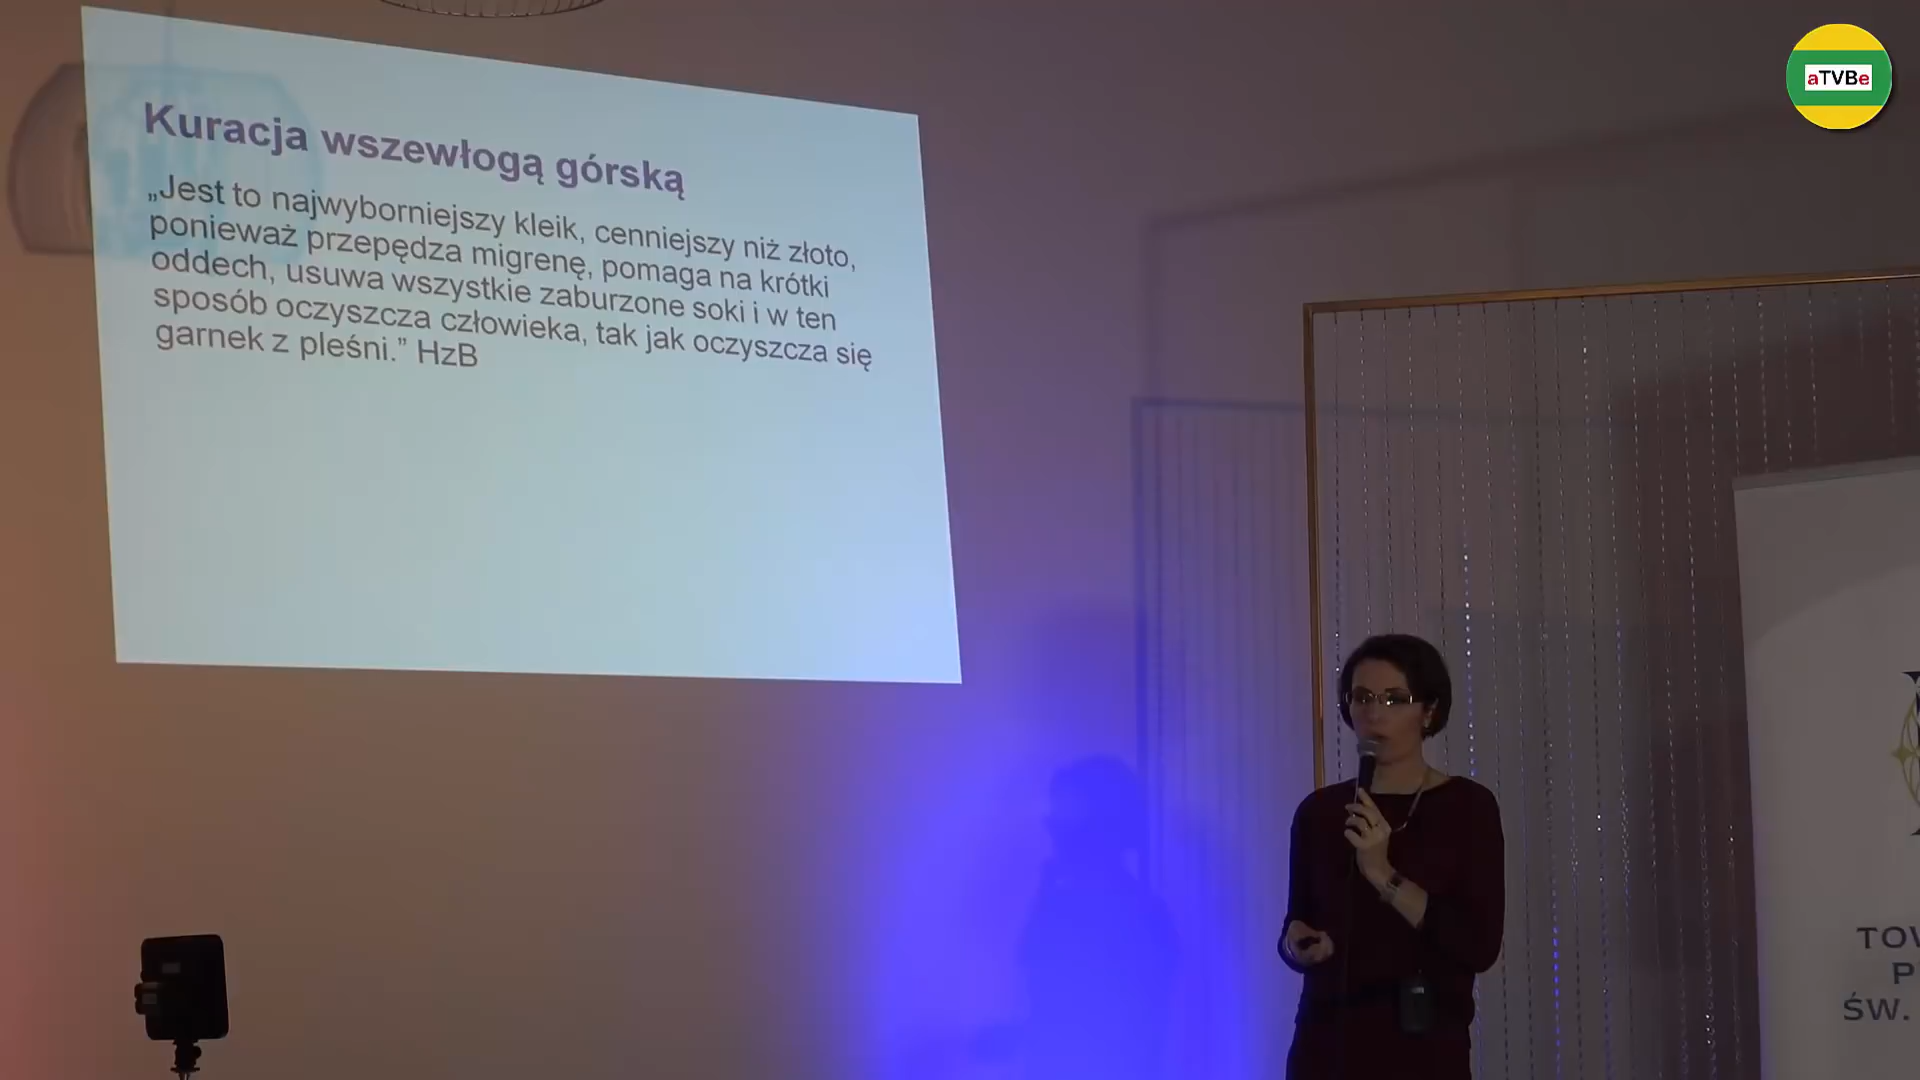 aTVBe
Kuracja wszewłogą górską
„Jest to najwyborniejszy kleik, cenniejszy niż złoto,
ponieważ przepędza migrenę, pomaga na krótki
oddech, usuwa wszystkie zaburzone soki i w ten
sposób oczyszcza człowieka, tak jak oczyszcza się
garnek z pleśni.” HzB
ŚW.